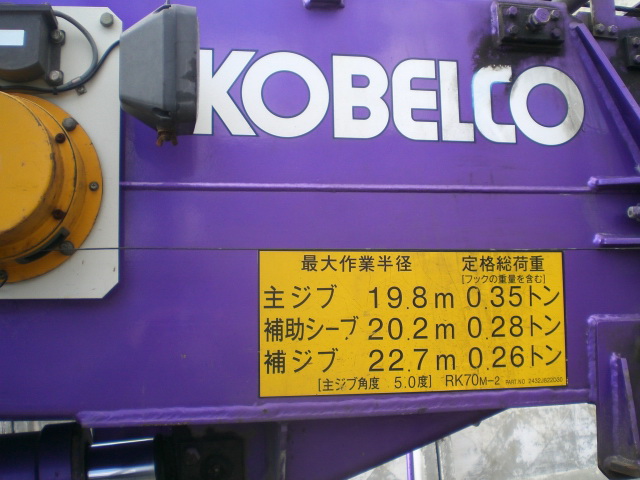 KOBELCO
最大作業半径 定格総荷重
[フックの重量を含む]
主ジブ 19.8m 0.35トン
補助シーブ 20.2m 0.28トン
補ジブ 22.7m 0.26トン
[主ジブ角度 5.0度] RK70M-2 PART NO